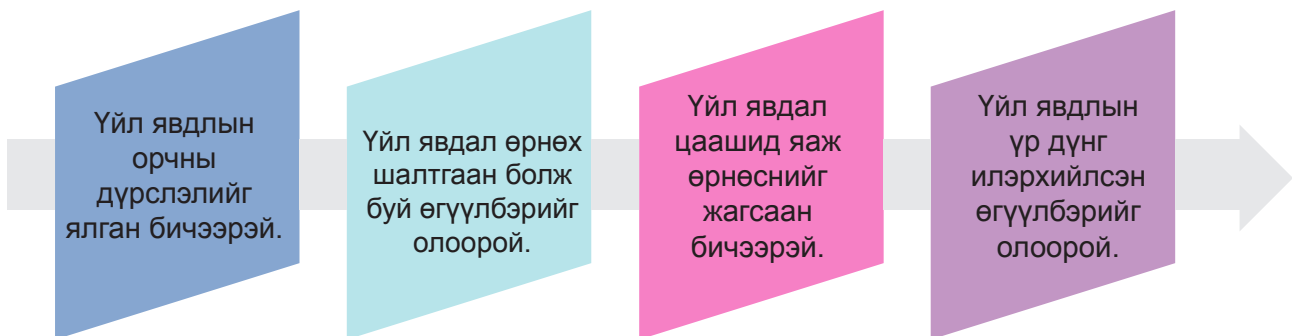 Үйл явдлын
орчны
дүрслэлийг
ялган бичээрэй.
Үйл явдал өрнөх
шалтгаан болж
буй өгүүлбэрийг
олоорой.
Үйл явдал
цаашид яаж
өрнөснийг
жагсаан
бичээрэй.
Үйл явдлын
үр дүнг
илэрхийлсэн
өгүүлбэрийг
олоорой.